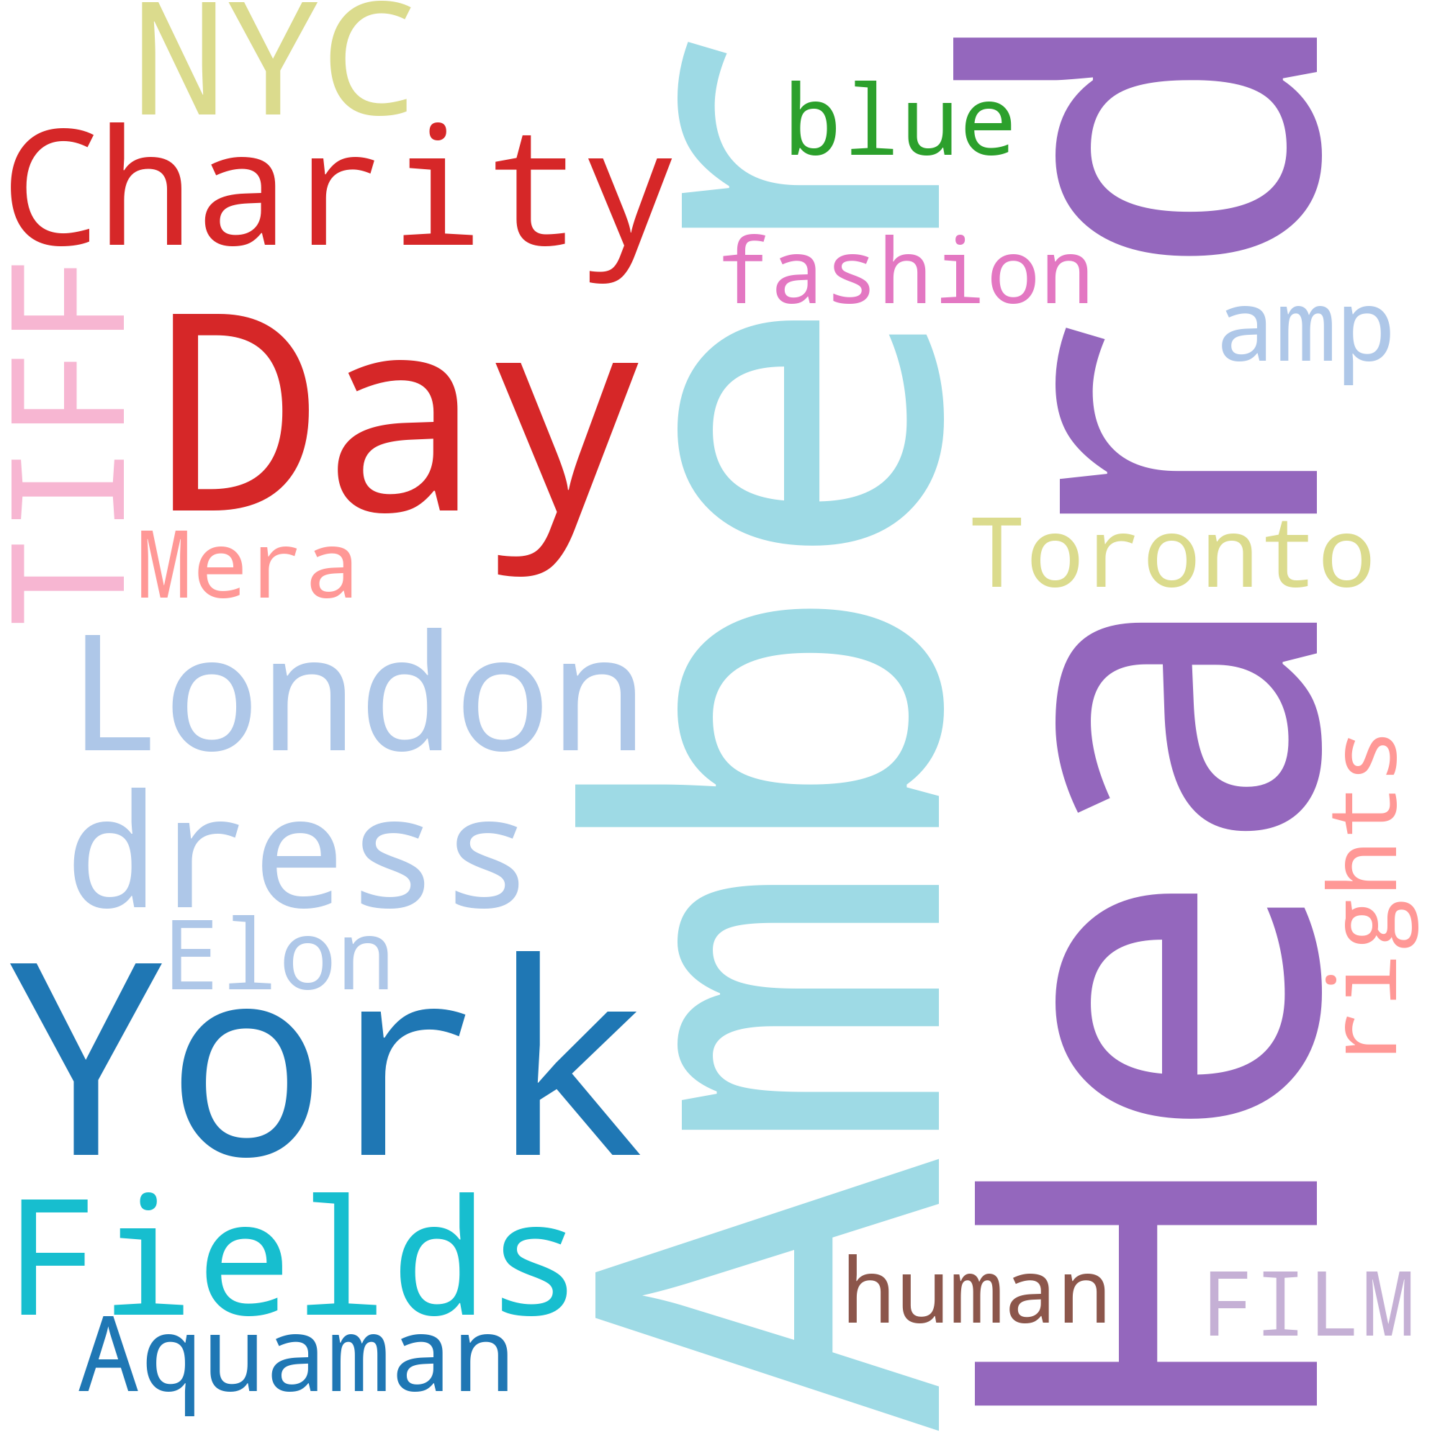 NYC
Charity
blue
fashion
TIFF
Day
amp
Mera
Toronto
London
dress
rights
Elon
York
Amber
Heard
Fields
human
FILM
Aquaman